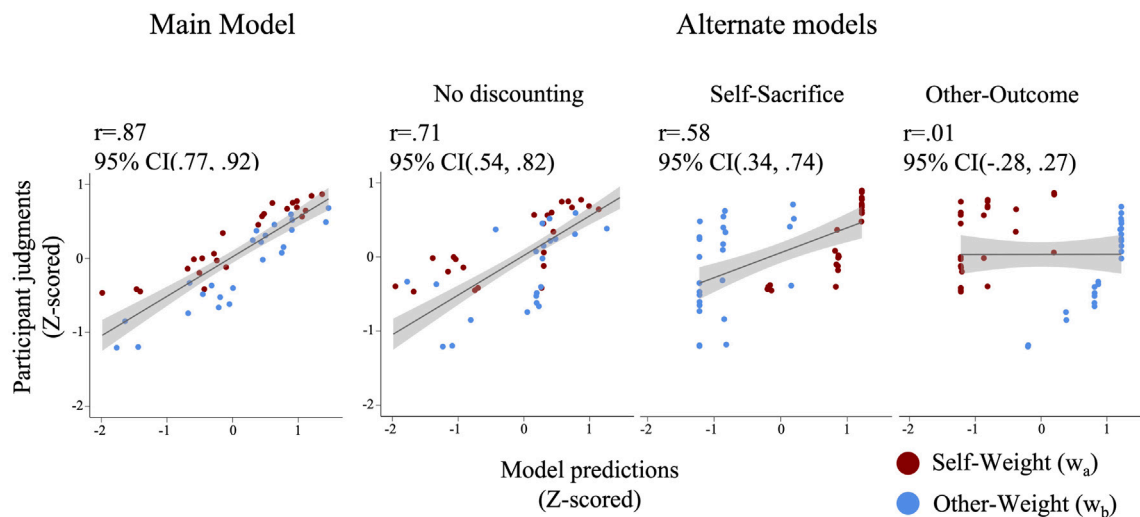 Main Model
Alternate models
No discounting
Self-Sacrifice
Other-Outcome
r=.87
95% CI(.77, .92)
r=.71
95% CI(.54, .82)
r=.58
95% CI(.34, .74)
r=.01
95% CI(-.28, .27)
Participant judgments
(Z-scored)
1
0
-1
-2
1
0
-1
-2
-2
-1
0
1
-2
-1
0
1
-1
0
1
-1
0
1
Model predictions
(Z-scored)
Self-Weight (wa)
Other-Weight (wb)